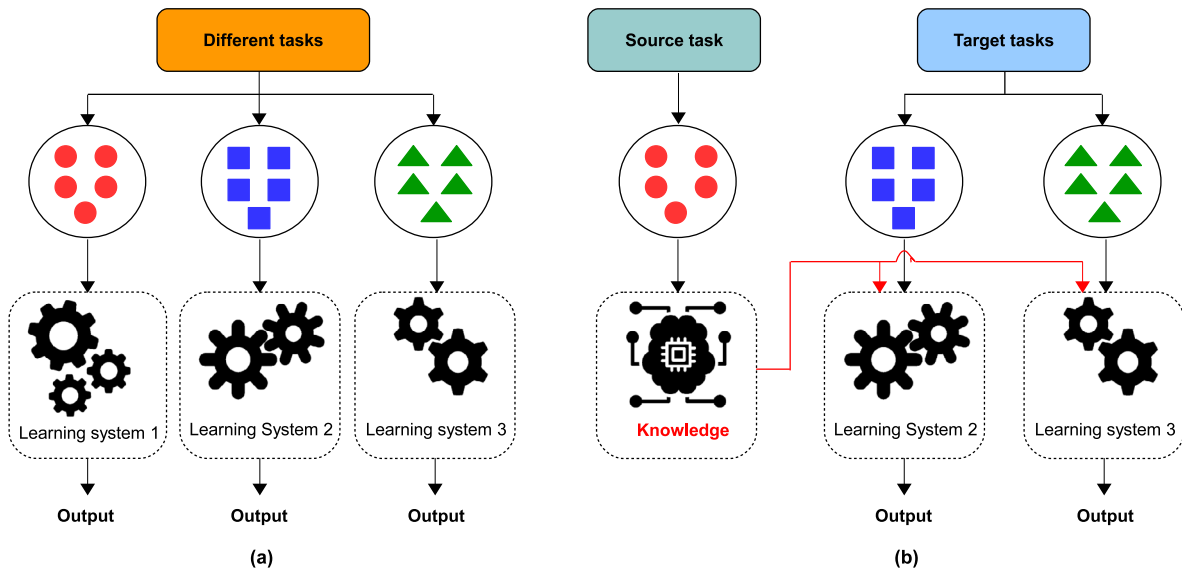 Different tasks
Source task
Target tasks
Learning system 1
Learning System 2
Learning system 3
Knowledge
Learning System 2
Learning system 3
Output
Output
Output
Output
Output
(a)
(b)